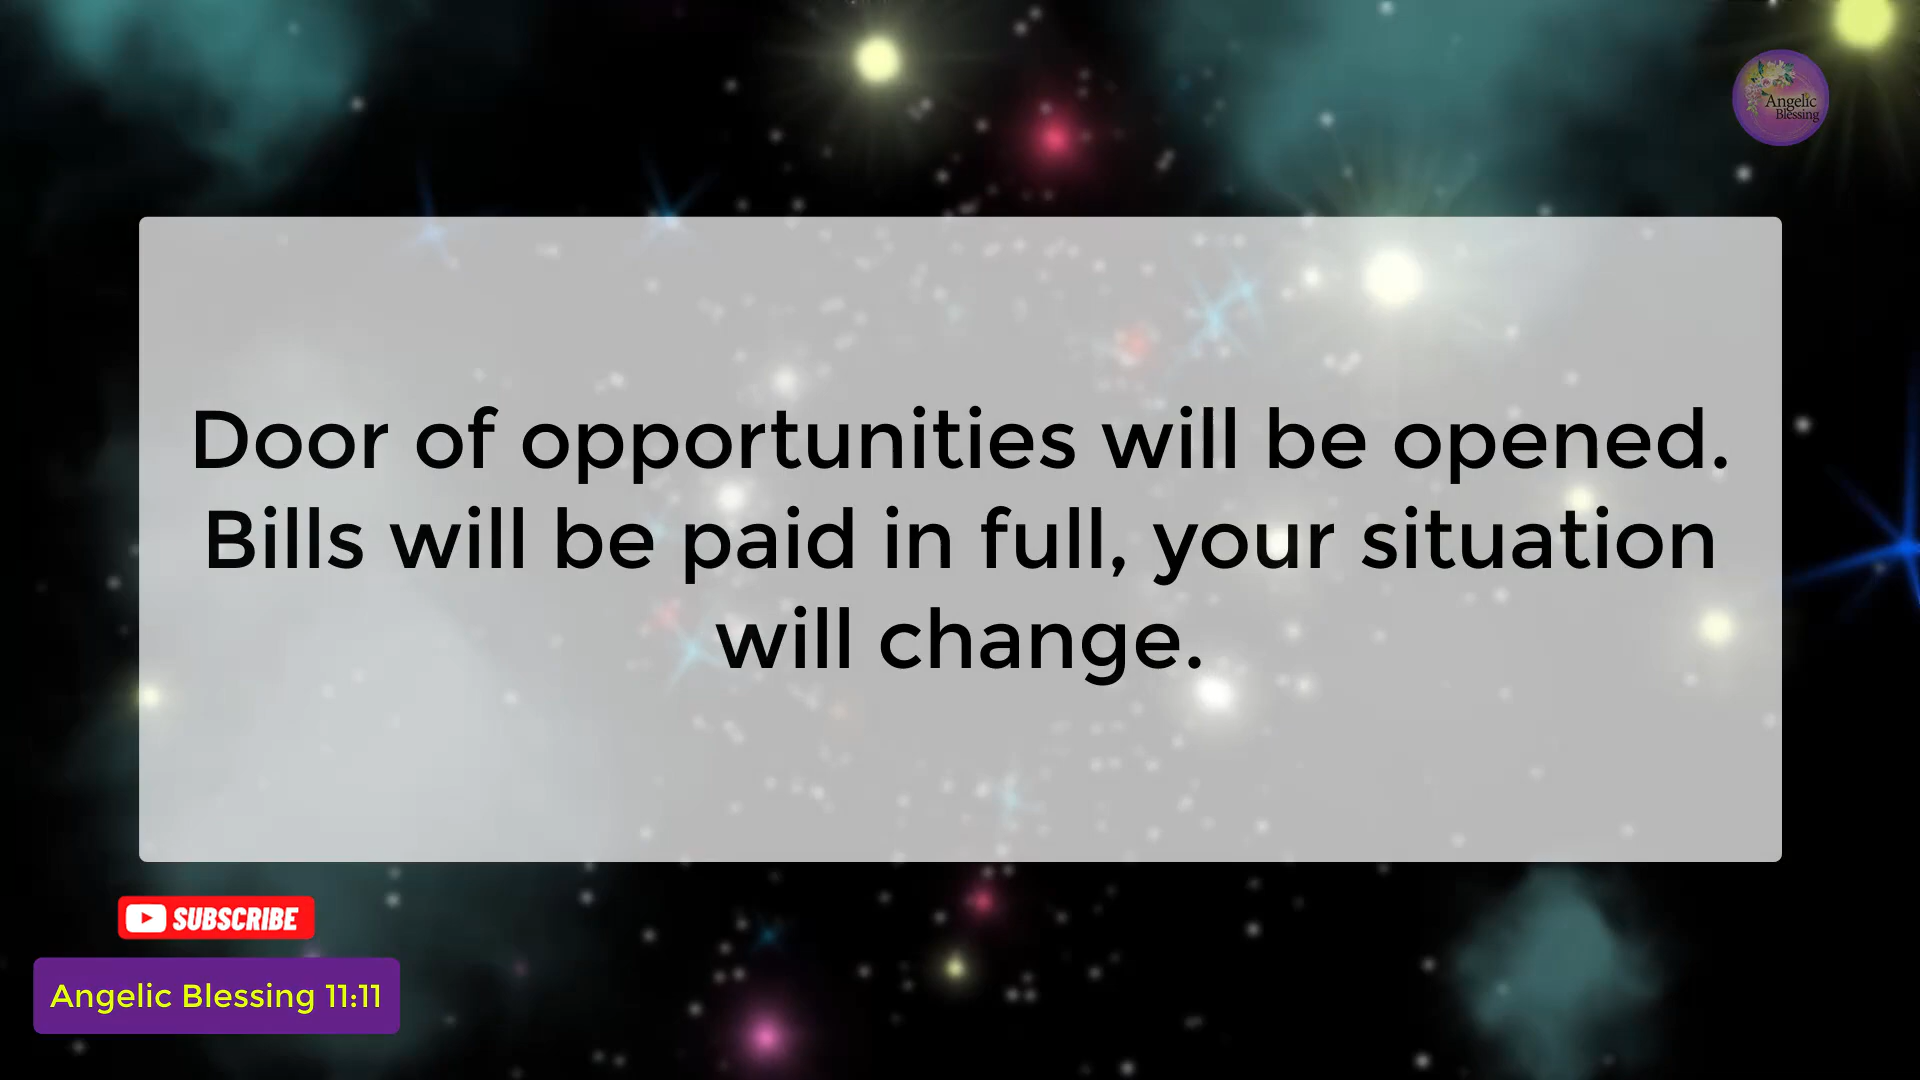 Angelic
Blessing
Door of opportunities will be opened.
Bills will be paid in full, your situation
will change.
SUBSCRIBE
Angelic Blessing 11:11